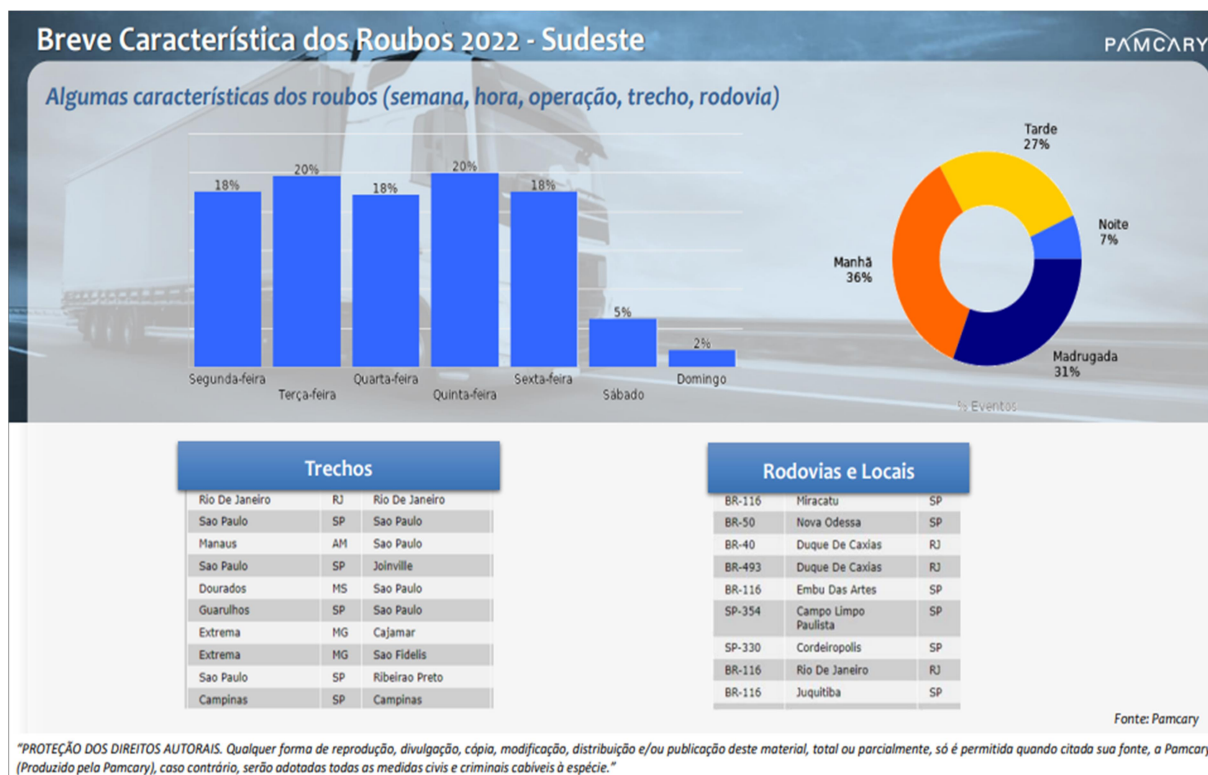 Breve Característica dos Roubos 2022 - Sudeste
PAMCARY
Algumas características dos roubos (semana, hora, operação, trecho, rodovia)
18%
20%
18%
20%
18%
5%
2%
Segunda-feira
Terça-feira
Quarta-feira
Quinta-feira
Sexta-feira
Sábado
Domingo
Tarde
27%
Noite
7%
Manhã
36%
Madrugada
31%
% Eventos
Trechos
Rio De Janeiro RJ Rio De Janeiro
Sao Paulo SP Sao Paulo
Manaus AM Sao Paulo
Sao Paulo SP Joinville
Dourados MS Sao Paulo
Guarulhos SP Sao Paulo
Extrema MG Cajamar
Extrema MG Sao Fidelis
Sao Paulo SP Ribeirao Preto
Campinas SP Campinas
Rodovias e Locais
BR-116 Miracatu SP
BR-50 Nova Odessa SP
BR-40 Duque De Caxias RJ
BR-493 Duque De Caxias RJ
BR-116 Embu Das Artes SP
SP-354 Campo Limpo SP
Paulista
SP-330 Cordeiropolis SP
BR-116 Rio De Janeiro RJ
BR-116 Juquitiba SP
Fonte: Pamcary
"PROTEÇÃO DOS DIREITOS AUTORAIS. Qualquer forma de reprodução, divulgação, cópia, modificação, distribuição e/ou publicação deste material, total ou parcialmente, só é permitida quando citada sua fonte, a Pamcary
(Produzido pela Pamcary), caso contrário, serão adotadas todas as medidas civis e criminais cabíveis à espécie."